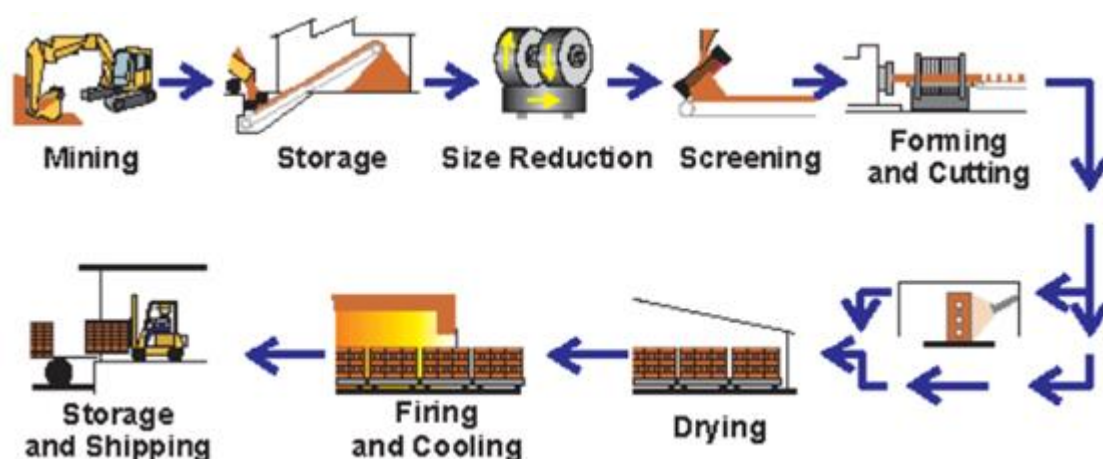 Mining
Storage
Size Reduction
Screening
Forming
and Cutting
Storage
and Shipping
Firing
and Cooling
Drying